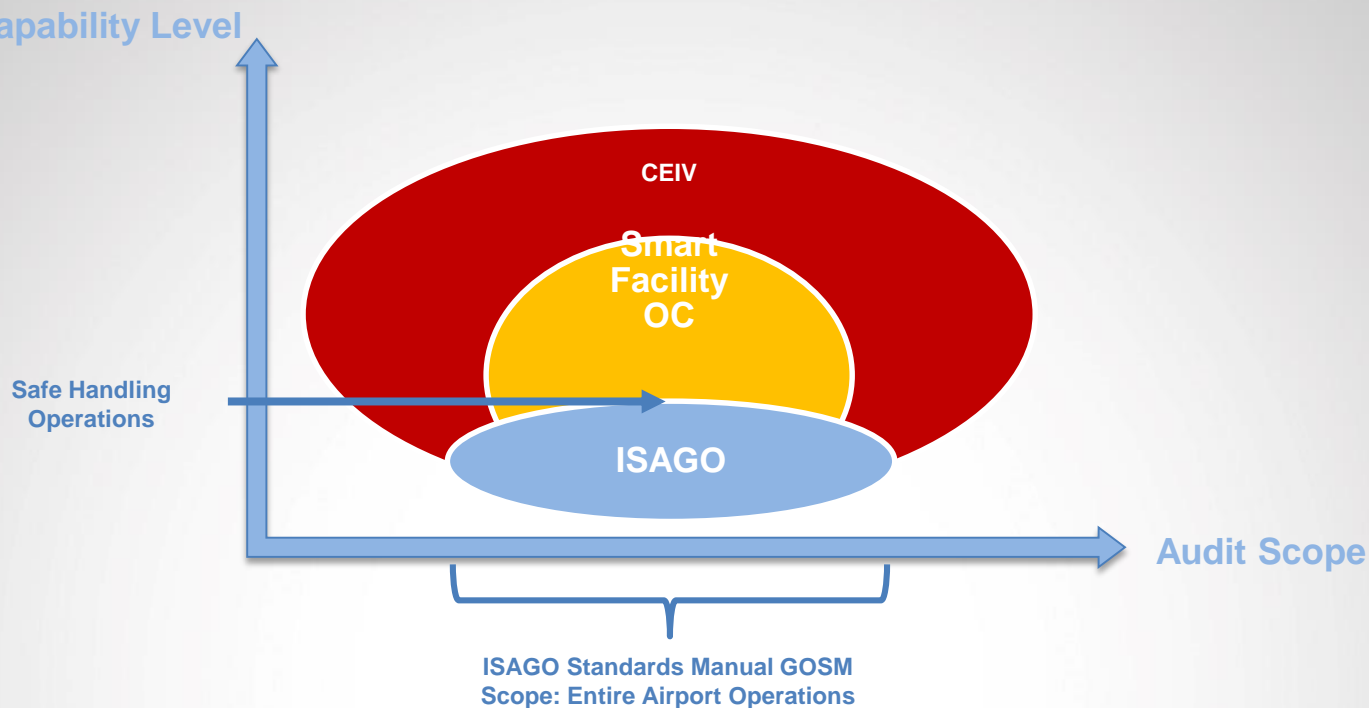 apability Level
CEIV
Smart
Facility
OC
Safe Handling
Operations
ISAGO
Audit Scope
ISAGO Standards Manual GOSM
Scope: Entire Airport Operations